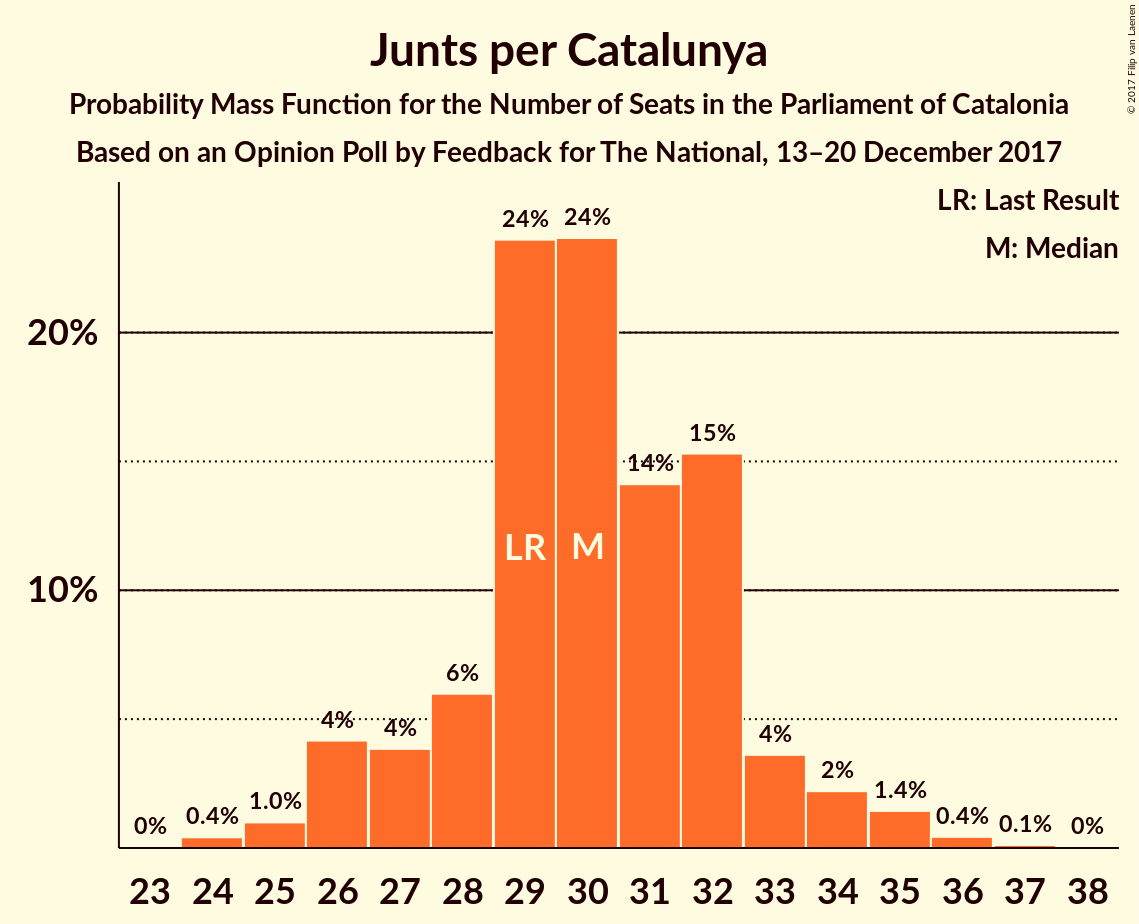 Junts per Catalunya
Probability Mass Function for the Number of Seats in the Parliament of Catalonia
Based on an Opinion Poll by Feedback for The National, 13–20 December 2017
© 2017 Filip van Laenen
LR: Last Result
M: Median
20%
10%
0%
0.4%
1.0%
4%
4%
6%
24%
24%
14%
15%
4%
2%
1.4%
0.4%
0.1%
0%
LR
M
23 24 25 26 27 28 29 30 31 32 33 34 35 36 37 38